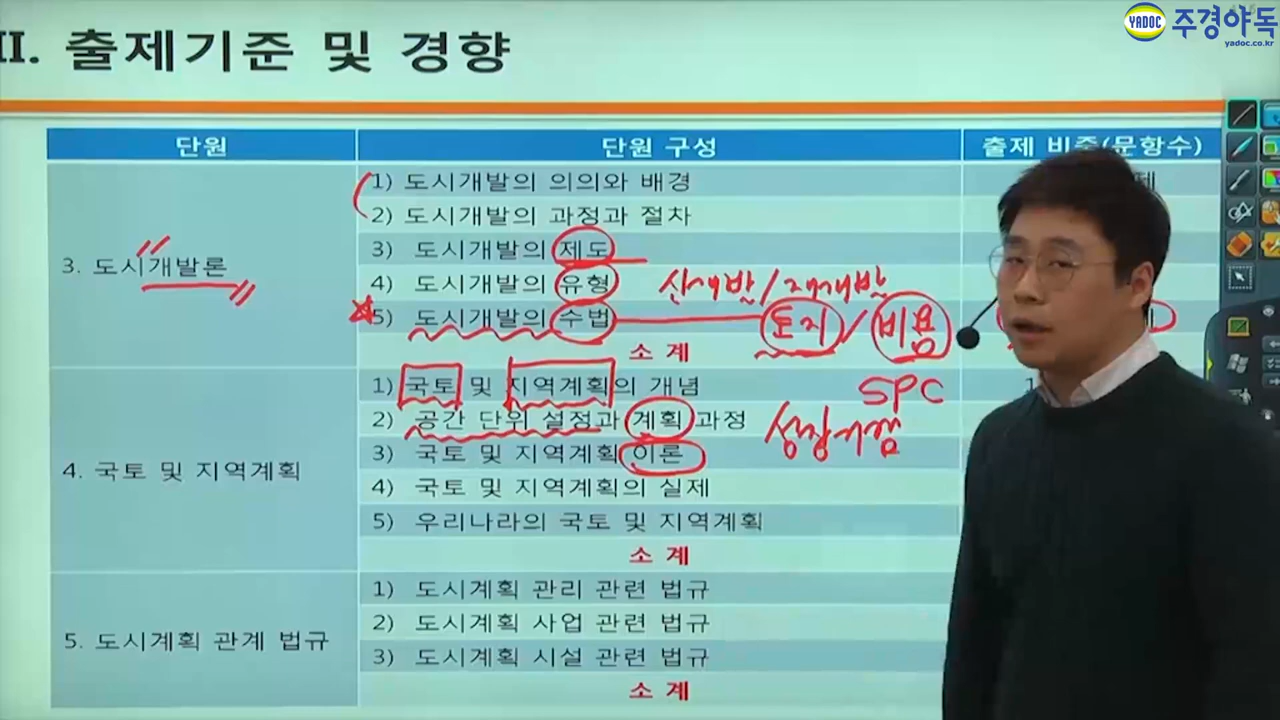 YADOC 주경야독
yadoc.co.kr
II. 출제기준 및 경향
단원 단원 구성 출제 비중(문항수)
3. 도시개발론
1) 도시개발의 의의와 배경
2) 도시개발의 과정과 절차
3) 도시개발의 제도
4) 도시개발의 유형
신개발/재개발
5) 도시개발의 수법
토지/비용
소 계
4. 국토 및 지역계획
1) 국토 및 지역계획의 개념
SPC
2) 공간 단위 설정과 계획 과정
성장거점
3) 국토 및 지역계획 이론
4) 국토 및 지역계획의 실제
5) 우리나라의 국토 및 지역계획
소 계
5. 도시계획 관계 법규
1) 도시계획 관리 관련 법규
2) 도시계획 사업 관련 법규
3) 도시계획 시설 관련 법규
소 계